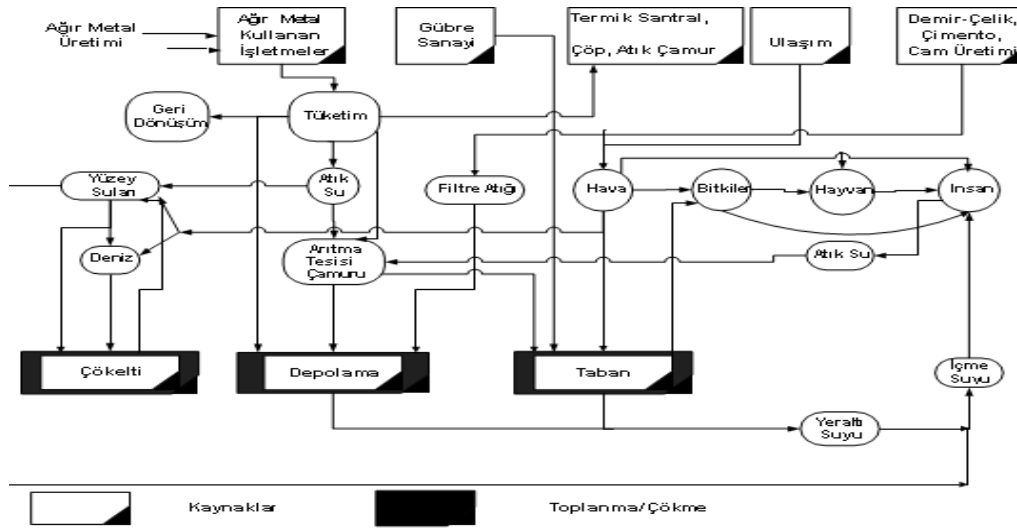 Ağır Metal
Üretimi
Ağır Metal
Kullanan
İşletmeler
Gübre
Sanayi
Termik Santral,
Çöp, Atık Çamur
Ulaşım
Demir-Çelik,
Çimento,
Cam Üretimi
Geri
Dönüşüm
Tüketim
Yüzey
Suları
Atık
Su
Filtre Atığı
Hava
Bitkiler
Hayvan
İnsan
Deniz
Arıtma
Tesisi
Çamuru
Atık Su
Çökelti
Depolama
Taban
İçme
Suyu
Yeraltı
Suyu
Kaynaklar
Toplanma/Çökme